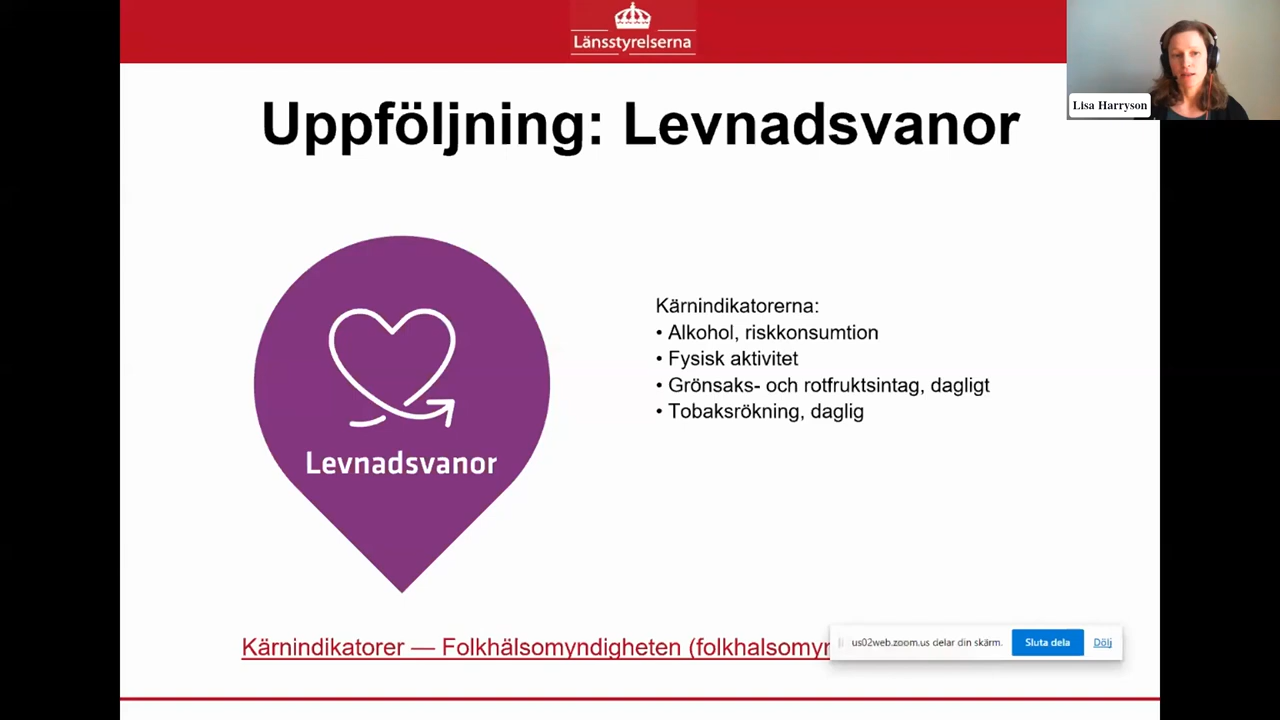 Länsstyrelserna
Lisa Harryson
Uppföljning: Levnadsvanor
Levnadsvanor
Kärnindikatorerna:
• Alkohol, riskkonsumtion
• Fysisk aktivitet
• Grönsaks- och rotfruktsintag, dagligt
• Tobaksrökning, daglig
Kärnindikatorer — Folkhälsomyndigheten (folkhalsomyn
us02web.zoom.us delar din skärm. Sluta dela Dölj